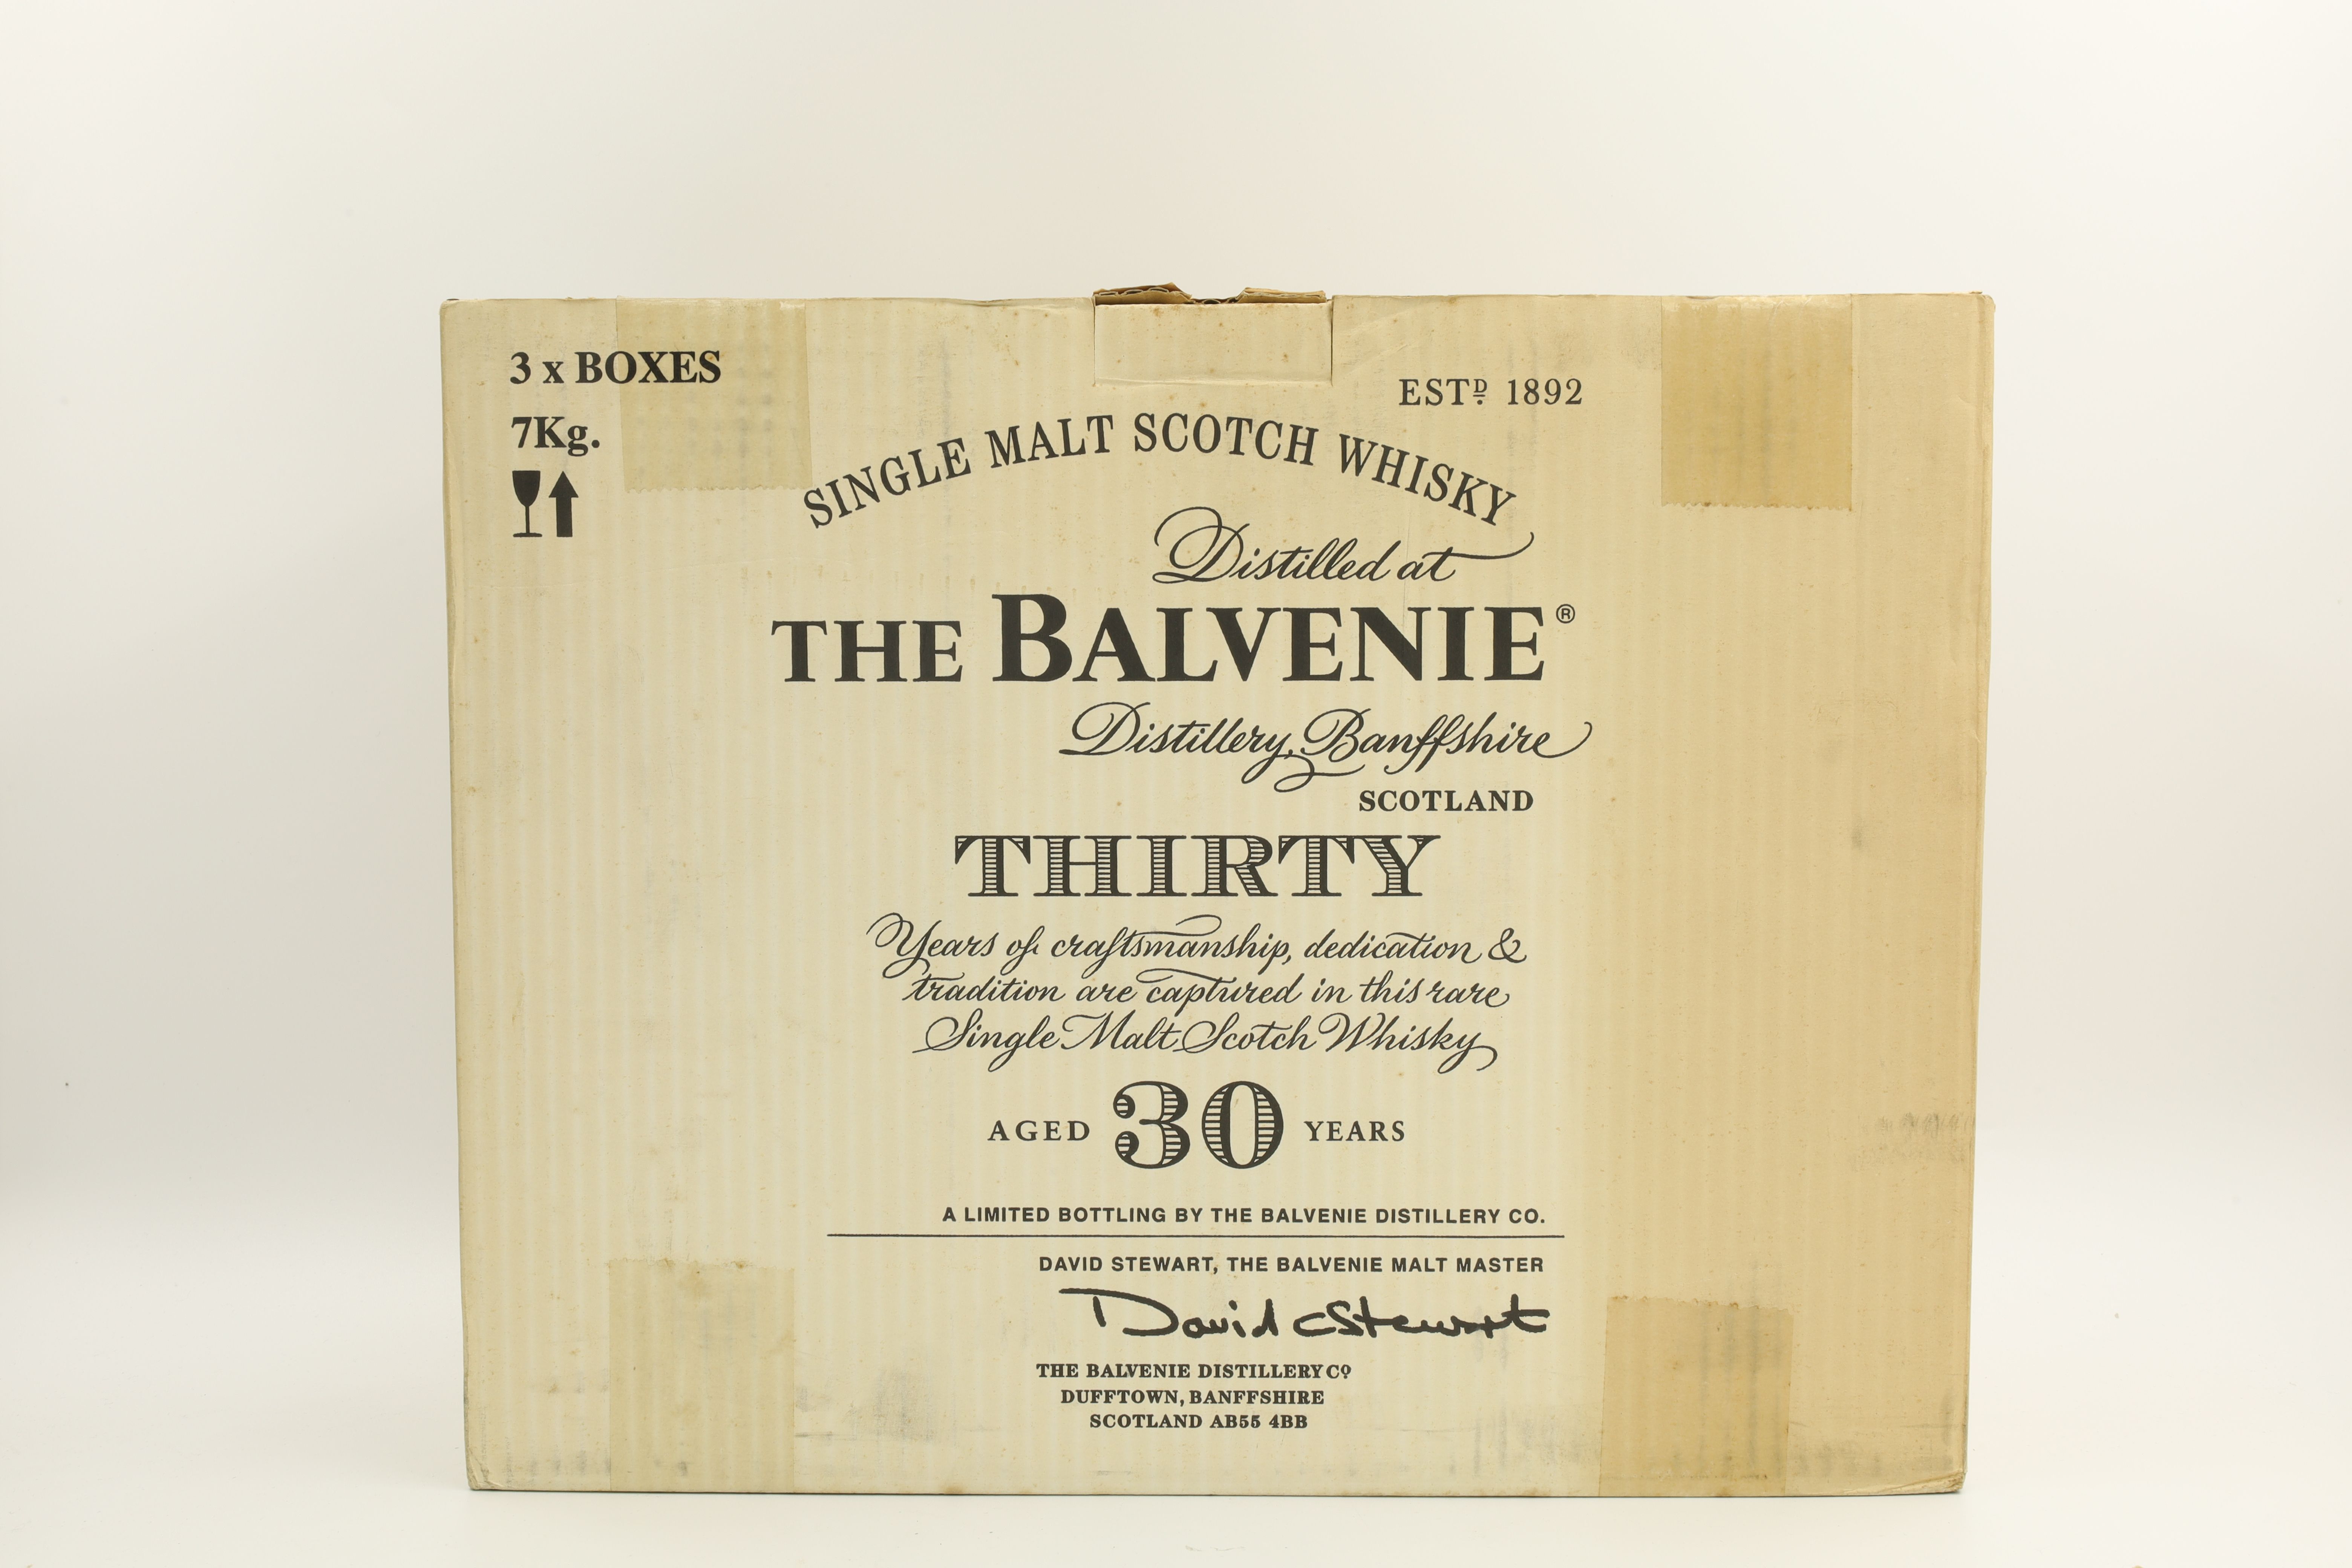 3 x BOXES
7Kg.
ESTD 1892
SINGLE MALT SCOTCH WHISKY
Distilled at
THE BALVENIE®
Distillery, Banffshire
SCOTLAND
THIRTY
Years of craftsmanship, dedication &
tradition are captured in this rare
Single Malt Scotch Whisky
AGED 30 YEARS
A LIMITED BOTTLING BY THE BALVENIE DISTILLERY CO.
DAVID STEWART, THE BALVENIE MALT MASTER
David C Stewart
THE BALVENIE DISTILLERY Cº
DUFFTOWN, BANFFSHIRE
SCOTLAND AB55 4BB